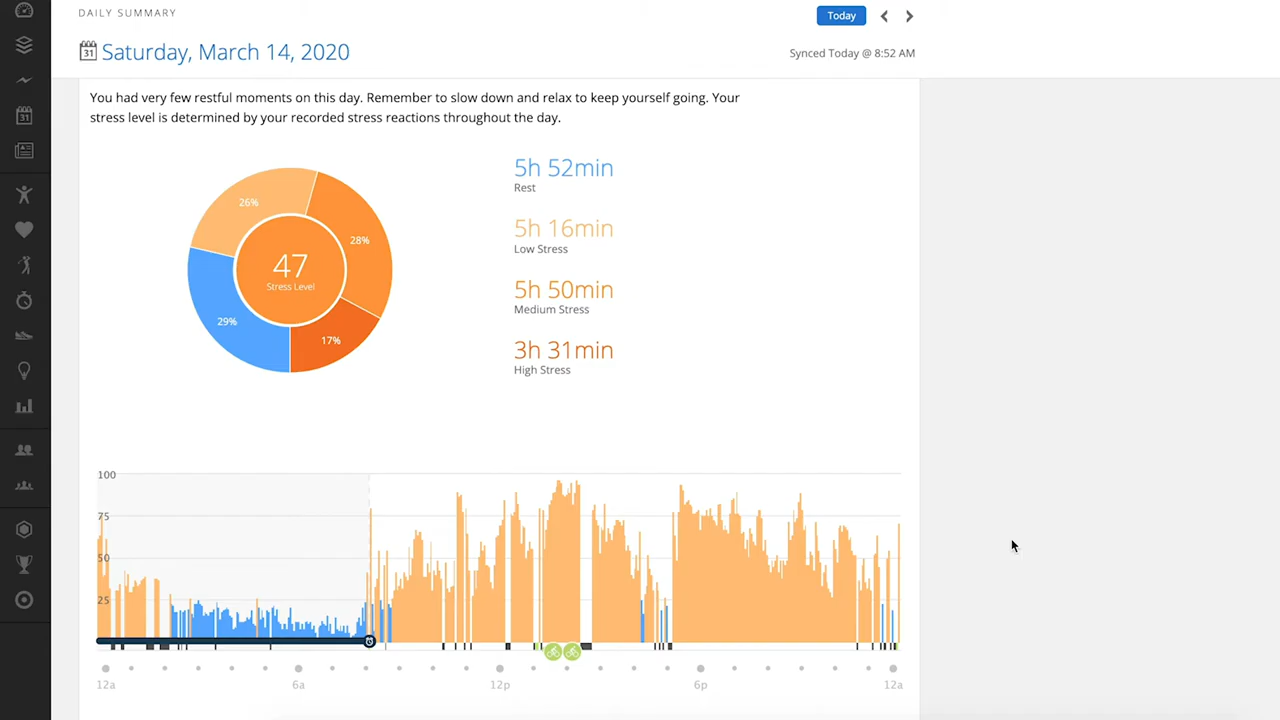 DAILY SUMMARY
Today
31 Saturday, March 14, 2020
Synced Today @ 8:52 AM
31
You had very few restful moments on this day. Remember to slow down and relax to keep yourself going. Your
stress level is determined by your recorded stress reactions throughout the day.
5h 52min
Rest
26%
5h 16min
28%
Low Stress
47
Stress Level
5h 50min
Medium Stress
29%
17%
3h 31min
High Stress
100
75
50
25
12a 6a 12p 6p 12a